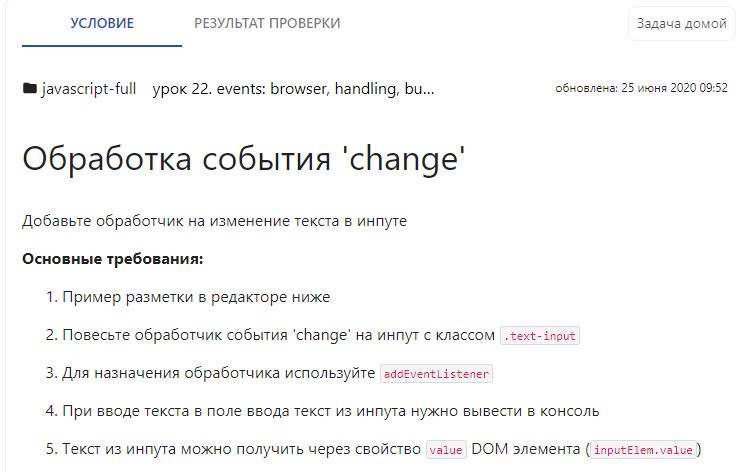 УСЛОВИЕ РЕЗУЛЬТАТ ПРОВЕРКИ Задача домой
javascript-full урок 22. events: browser, handling, bu... обновлена: 25 июня 2020 09:52
Обработка события 'change'
Добавьте обработчик на изменение текста в инпуте
Основные требования:
1. Пример разметки в редакторе ниже
2. Повесьте обработчик события 'change' на инпут с классом .text-input
3. Для назначения обработчика используйте addEventListener
4. При вводе текста в поле ввода текст из инпута нужно вывести в консоль
5. Текст из инпута можно получить через свойство value DOM элемента (inputElem.value)